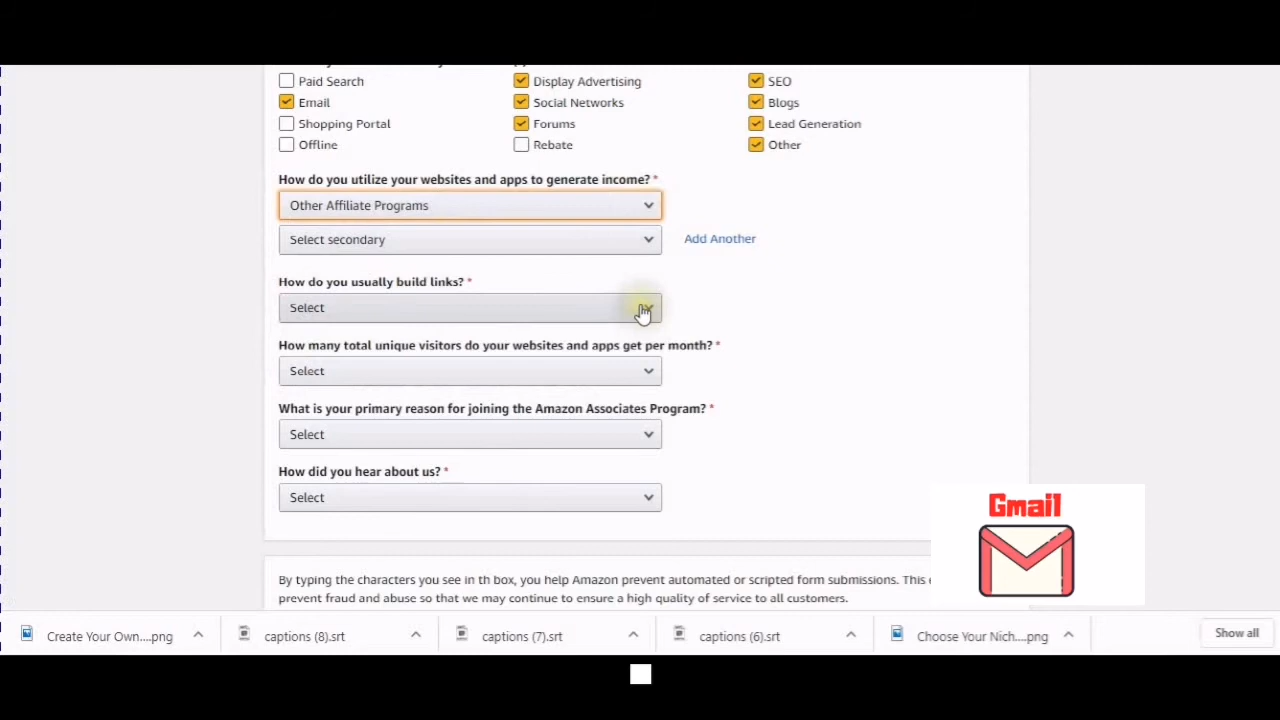 Paid Search
Display Advertising
SEO
Email
Social Networks
Blogs
Shopping Portal
Forums
Lead Generation
Offline
Rebate
Other
How do you utilize your websites and apps to generate income? *
Other Affiliate Programs
Select secondary
Add Another
How do you usually build links? *
Select
How many total unique visitors do your websites and apps get per month? *
Select
What is your primary reason for joining the Amazon Associates Program? *
Select
How did you hear about us? *
Select
Gmail
By typing the characters you see in th box, you help Amazon prevent automated or scripted form submissions. This
prevent fraud and abuse so that we may continue to ensure a high quality of service to all customers.
Create Your Own....png
captions (8).srt
captions (7).srt
captions (6).srt
Choose Your Nich....png
Show all